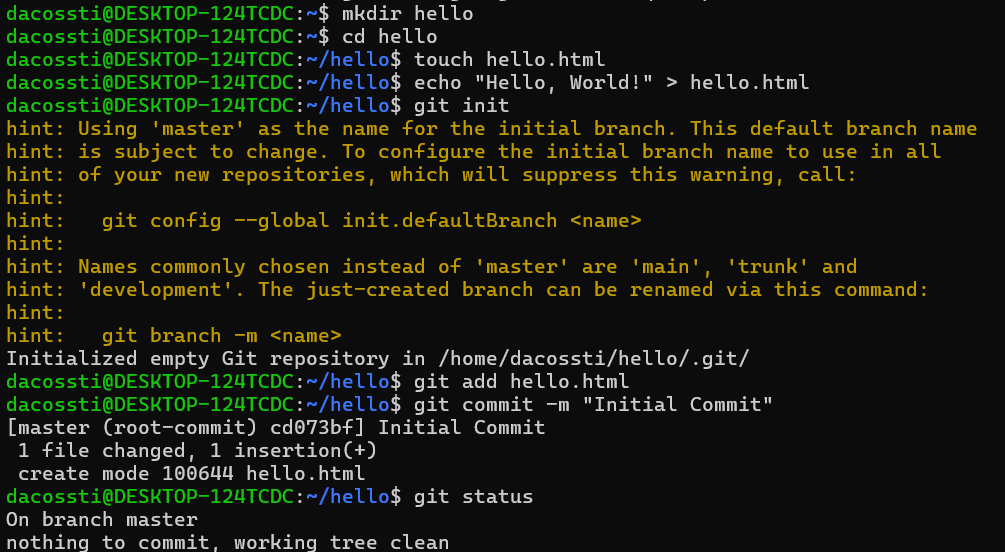 dacossti@DESKTOP-124TCDC:~$ mkdir hello
dacossti@DESKTOP-124TCDC:~$ cd hello
dacossti@DESKTOP-124TCDC:~/hello$ touch hello.html
dacossti@DESKTOP-124TCDC:~/hello$ echo "Hello, World!" > hello.html
dacossti@DESKTOP-124TCDC:~/hello$ git init
hint: Using 'master' as the name for the initial branch. This default branch name
hint: is subject to change. To configure the initial branch name to use in all
hint: of your new repositories, which will suppress this warning, call:
hint:
hint:   git config --global init.defaultBranch <name>
hint:
hint: Names commonly chosen instead of 'master' are 'main', 'trunk' and
hint: 'development'. The just-created branch can be renamed via this command:
hint:
hint:   git branch -m <name>
Initialized empty Git repository in /home/dacossti/hello/.git/
dacossti@DESKTOP-124TCDC:~/hello$ git add hello.html
dacossti@DESKTOP-124TCDC:~/hello$ git commit -m "Initial Commit"
[master (root-commit) cd073bf] Initial Commit
 1 file changed, 1 insertion(+)
 create mode 100644 hello.html
dacossti@DESKTOP-124TCDC:~/hello$ git status
On branch master
nothing to commit, working tree clean